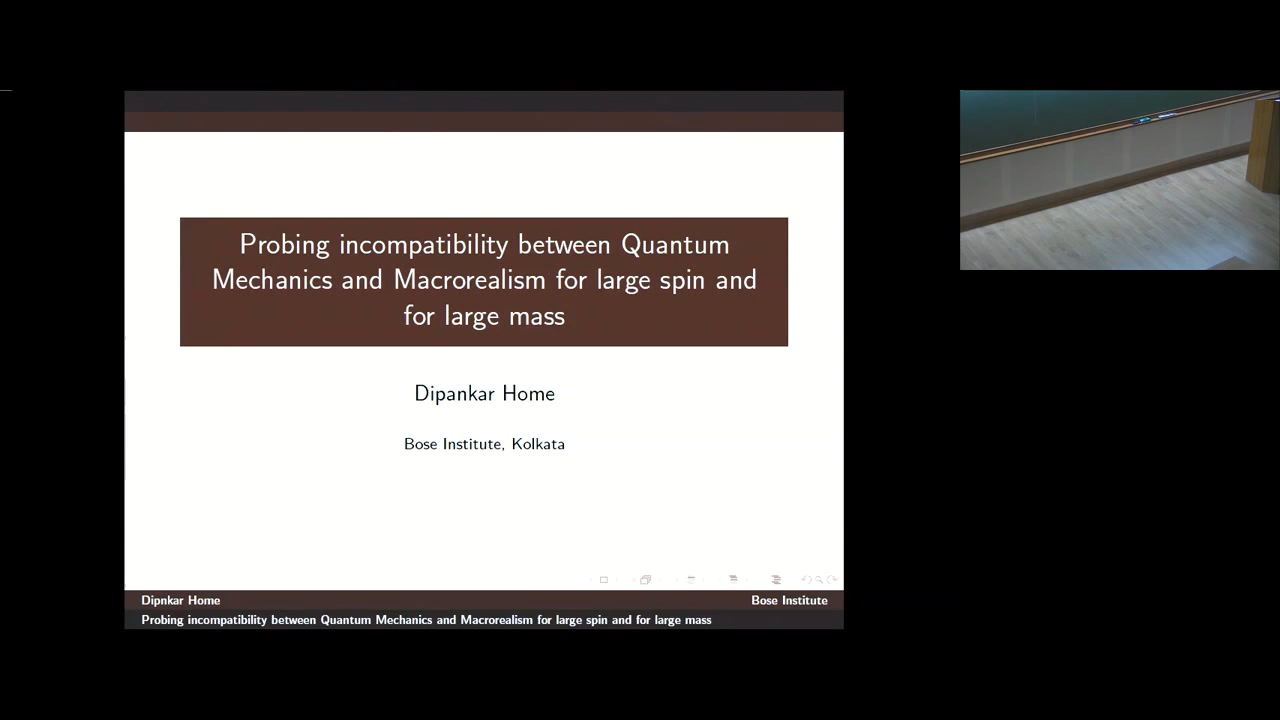 Probing incompatibility between Quantum
Mechanics and Macrorealism for large spin and
for large mass
Dipankar Home
Bose Institute, Kolkata
Dipnkar Home
Bose Institute
Probing incompatibility between Quantum Mechanics and Macrorealism for large spin and for large mass